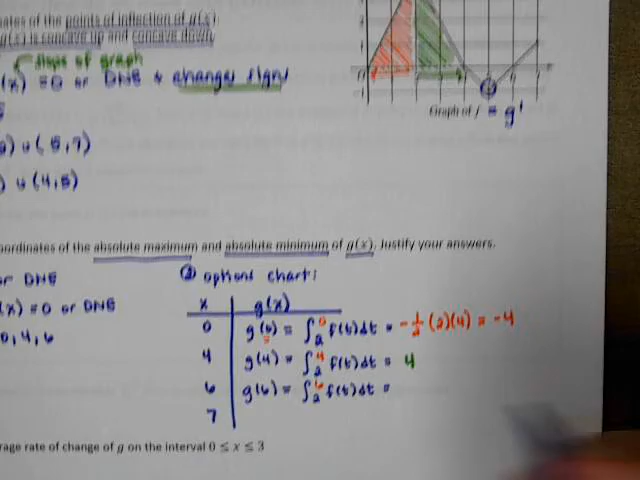 ates of the points of inflection of g(x).
g(x) is concave up and concave down.
slope of graph
(x) = 0 or DNE & changes signs
Graph of f = g'
) ∪ (5,7)
) ∪ (4,5)
oordinates of the absolute maximum and absolute minimum of g(x). Justify your answers.
or DNE
(x) = 0 or DNE
0, 4, 6
② options chart:
x g(x)
0 g(0) = ∫₂⁰ f(t)dt = -½(2)(4) = -4
4 g(4) = ∫₂⁴ f(t)dt = 4
6 g(6) = ∫₂⁶ f(t)dt =
7
rage rate of change of g on the interval 0 ≤ x ≤ 3